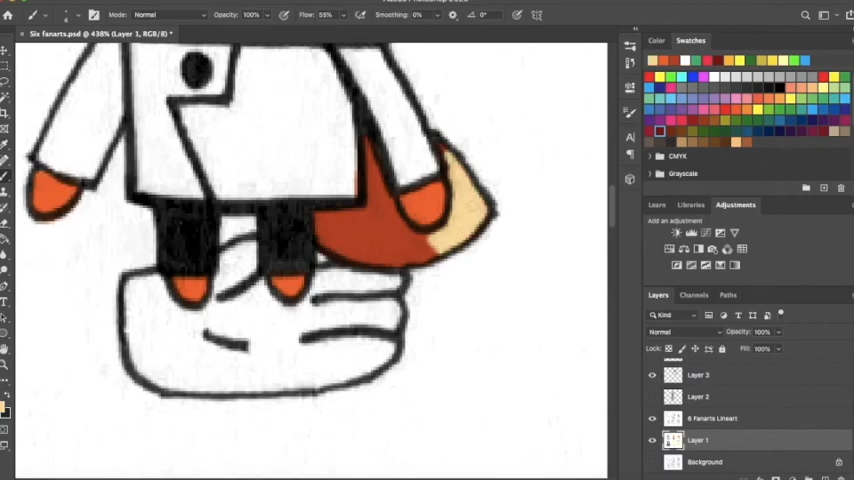 Mode: Normal Opacity: 100% Flow: 55% Smoothing: 0% 0°
Six fanarts.psd @ 438% (Layer 1, RGB/8) *
Color Swatches
CMYK
Grayscale
Learn Libraries Adjustments
Add an adjustment
Layers Channels Paths
Kind
Normal Opacity: 100%
Lock: Fill: 100%
Layer 3
Layer 2
6 Fanarts Lineart
Layer 1
Background